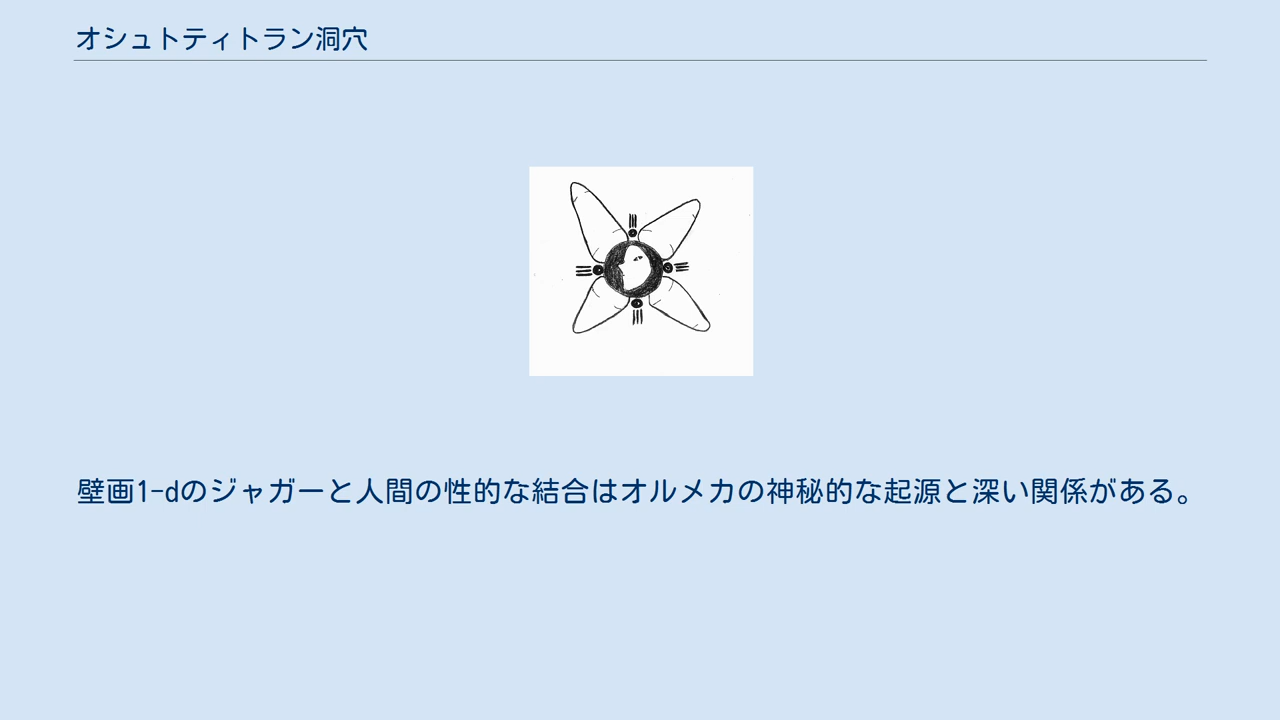 オシュトティトラン洞穴
壁画1-dのジャガーと人間の性的な結合はオルメカの神秘的な起源と深い関係がある。